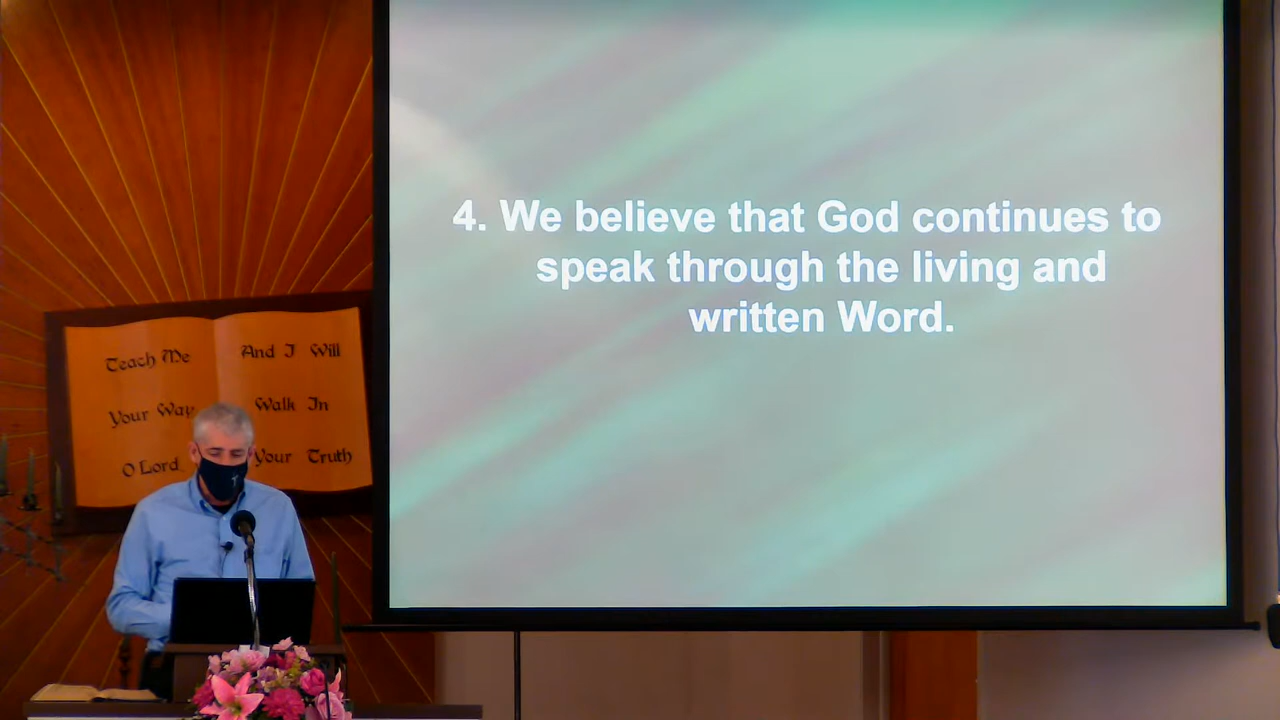 4. We believe that God continues to
speak through the living and
written Word.
Teach Me
Your Way
O Lord
And I Will
Walk In
Your Truth